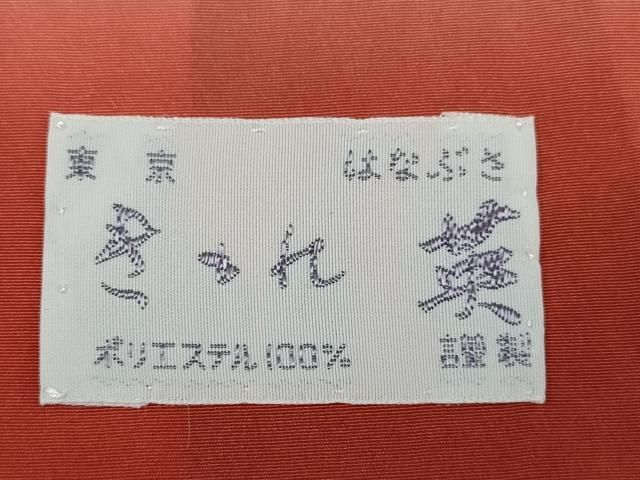 東京 はなぶさ
英
ポリエステル100% 謹製